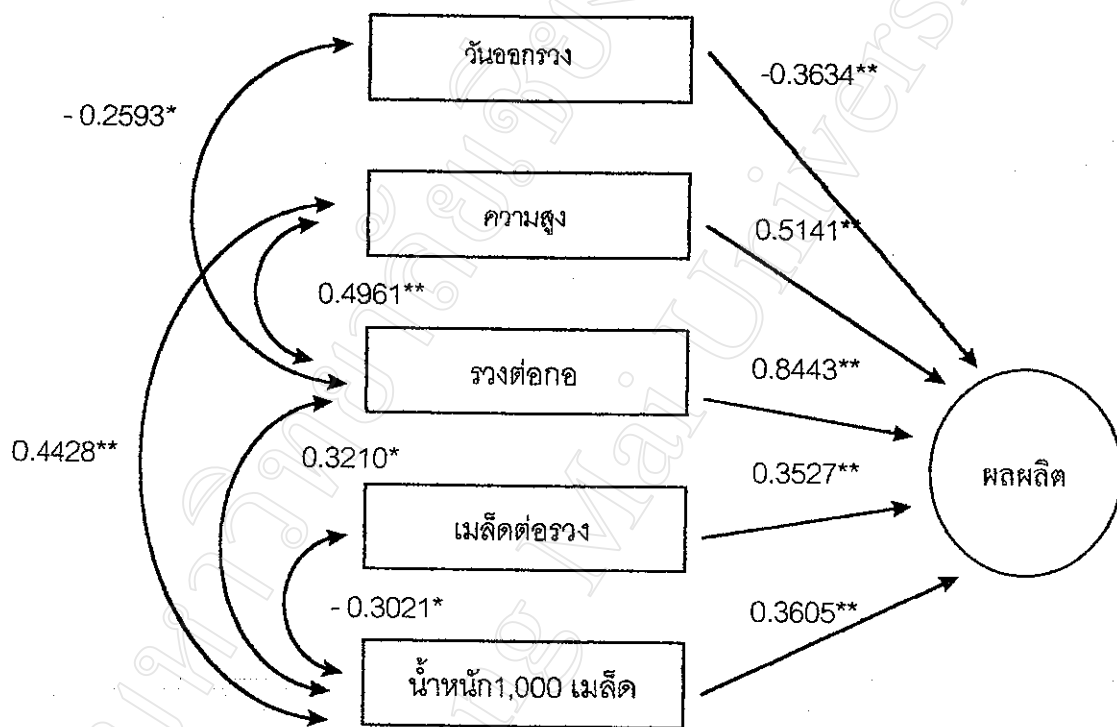 วันออกรวง
-0.3634**
- 0.2593*
ความสูง
0.5141**
0.4961**
รวงต่อกอ
0.8443**
0.4428**
0.3210*
0.3527**
ผลผลิต
เมล็ดต่อรวง
- 0.3021*
0.3605**
น้ำหนัก1,000 เมล็ด